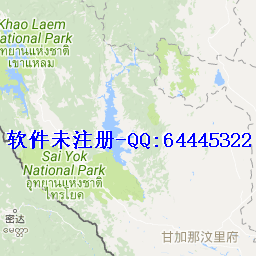 Khao Laem
National Park
อุทยานแห่งชาติ
เขาแหลม
软件未注册-QQ:64445322
Sai Yok
National Park
อุทยานแห่งชาติ
ไทรโยค
密达
甘加那汶里府